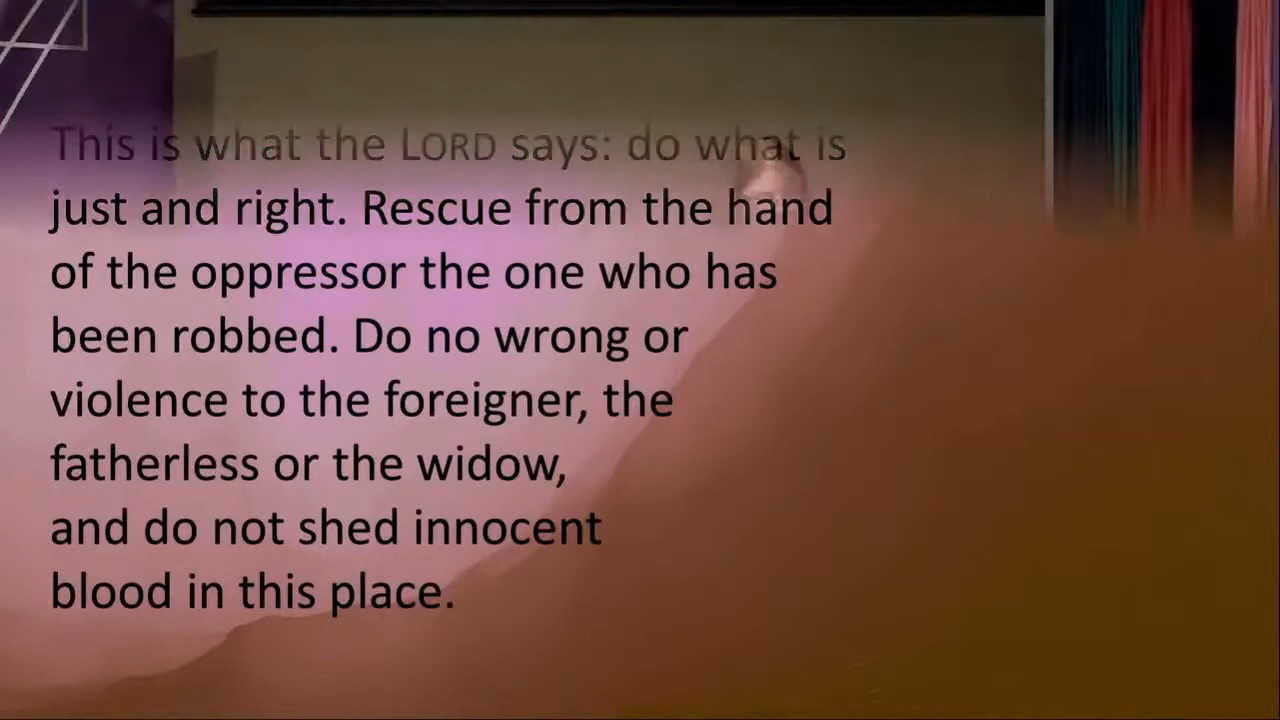 This is what the LORD says: do what is
just and right. Rescue from the hand
of the oppressor the one who has
been robbed. Do no wrong or
violence to the foreigner, the
fatherless or the widow,
and do not shed innocent
blood in this place.